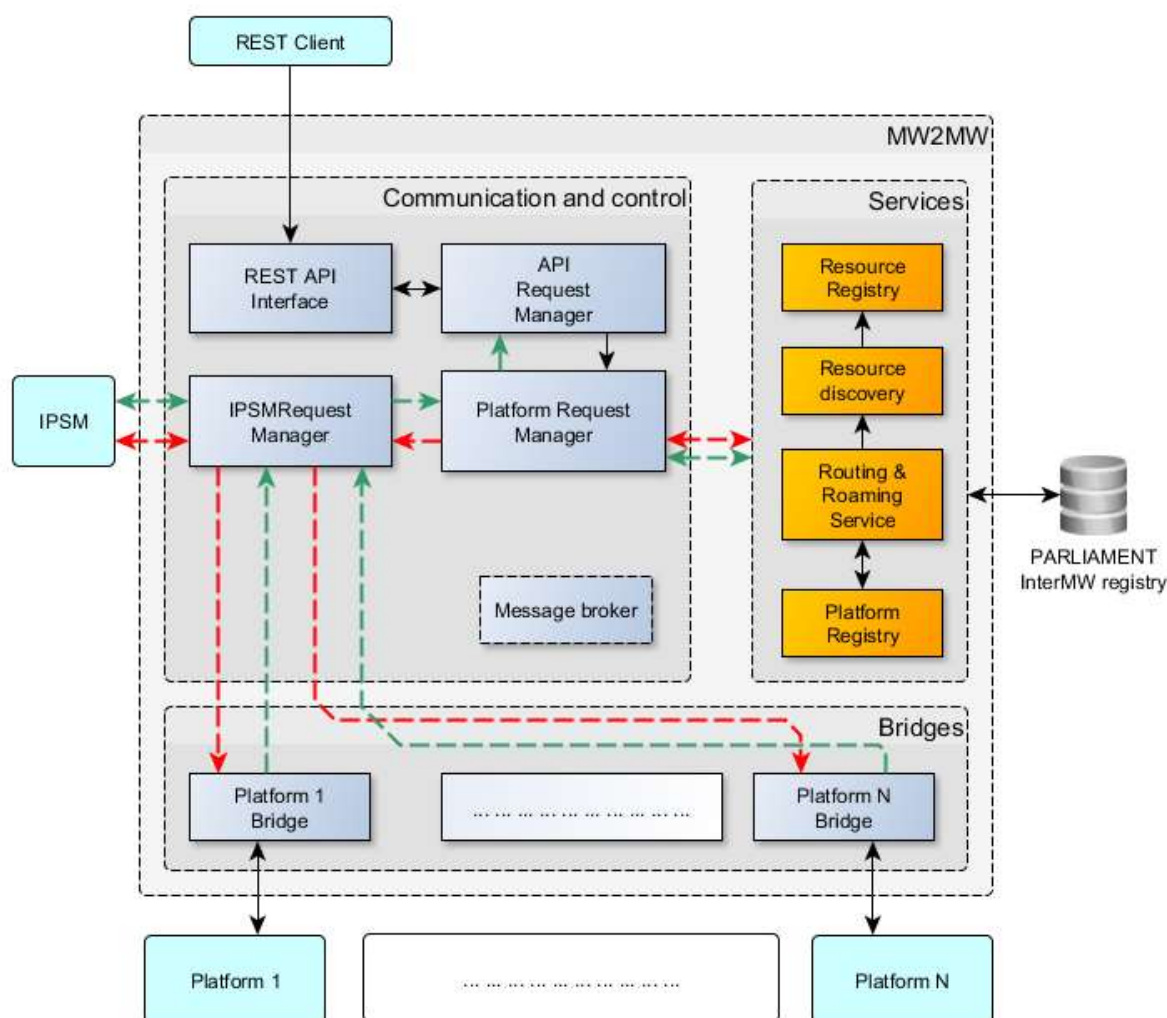 REST Client
MW2MW
Communication and control
Services
REST API
Interface
API
Request
Manager
Resource
Registry
IPSM
IPSMRequest
Manager
Platform Request
Manager
Resource
discovery
Routing &
Roaming
Service
PARLIAMENT
InterMW registry
Message broker
Platform
Registry
Bridges
Platform 1
Bridge
... ... ... ... ... ... ... ... ... ...
Platform N
Bridge
Platform 1
... ... ... ... ... ... ... ... ... ...
Platform N